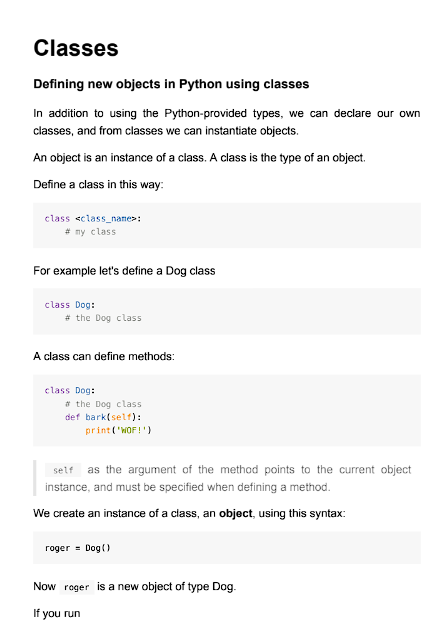 Classes
Defining new objects in Python using classes
In addition to using the Python-provided types, we can declare our own
classes, and from classes we can instantiate objects.
An object is an instance of a class. A class is the type of an object.
Define a class in this way:
class <class_name>:
    # my class
For example let's define a Dog class
class Dog:
    # the Dog class
A class can define methods:
class Dog:
    # the Dog class
    def bark(self):
        print('WOF!')
self as the argument of the method points to the current object
instance, and must be specified when defining a method.
We create an instance of a class, an object, using this syntax:
roger = Dog()
Now roger is a new object of type Dog.
If you run